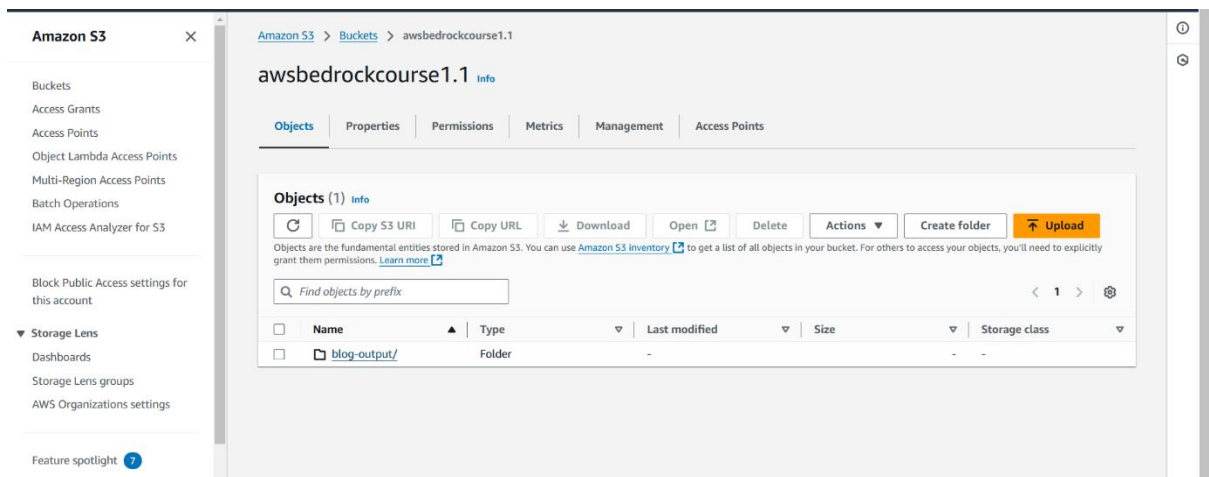 Amazon S3
Buckets
Access Grants
Access Points
Object Lambda Access Points
Multi-Region Access Points
Batch Operations
IAM Access Analyzer for S3
Block Public Access settings for
this account
Storage Lens
Dashboards
Storage Lens groups
AWS Organizations settings
Feature spotlight 7
Amazon S3 > Buckets > awsbedrockcourse1.1
awsbedrockcourse1.1 Info
Objects Properties Permissions Metrics Management Access Points
Objects (1) Info
Copy S3 URI Copy URL Download Open Delete Actions Create folder Upload
Objects are the fundamental entities stored in Amazon S3. You can use Amazon S3 inventory to get a list of all objects in your bucket. For others to access your objects, you'll need to explicitly
grant them permissions. Learn more
Find objects by prefix
< 1 >
Name Type Last modified Size Storage class
blog-output/ Folder - - -